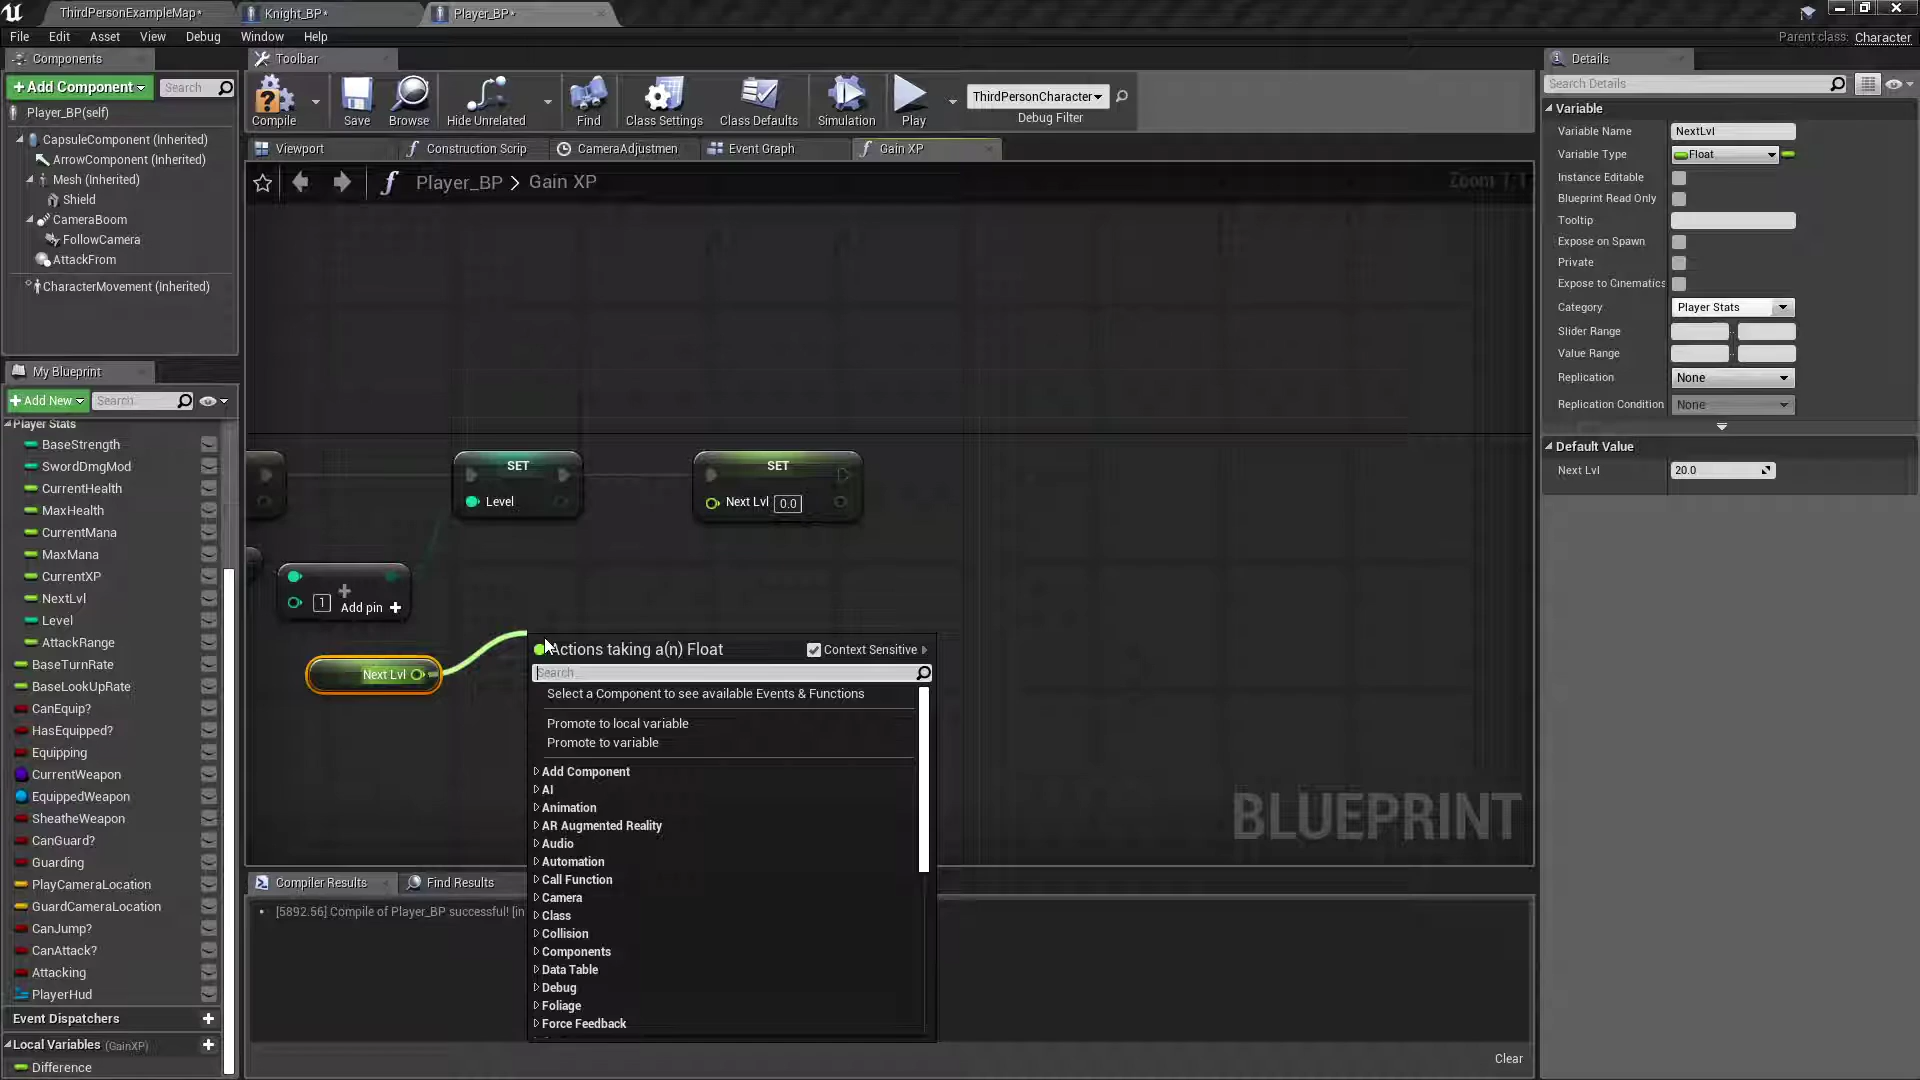 ThirdPersonExampleMap*
Knight_BP*
Player_BP*
File Edit Asset View Debug Window Help
Parent class: Character
Components
Toolbar
Details
+ Add Component
Search
Player_BP(self)
CapsuleComponent (Inherited)
ArrowComponent (Inherited)
Mesh (Inherited)
Shield
CameraBoom
FollowCamera
AttackFrom
CharacterMovement (Inherited)
Compile
Save
Browse
Hide Unrelated
Find
Class Settings
Class Defaults
Simulation
Play
ThirdPersonCharacter
Debug Filter
Viewport
Construction Scrip
CameraAdjustmen
Event Graph
Gain XP
Player_BP > Gain XP
My Blueprint
+ Add New
Search
Player Stats
BaseStrength
SwordDmgMod
CurrentHealth
MaxHealth
CurrentMana
MaxMana
CurrentXP
NextLvl
Level
AttackRange
BaseTurnRate
BaseLookUpRate
CanEquip?
HasEquipped?
Equipping
CurrentWeapon
EquippedWeapon
SheatheWeapon
CanGuard?
Guarding
PlayCameraLocation
GuardCameraLocation
CanJump?
CanAttack?
Attacking
PlayerHud
Event Dispatchers
Local Variables (GainXP)
Difference
SET
Level
SET
Next Lvl 0.0
1
Add pin +
Next Lvl
Actions taking a(n) Float
Context Sensitive
Search
Select a Component to see available Events & Functions
Promote to local variable
Promote to variable
Add Component
AI
Animation
AR Augmented Reality
Audio
Automation
Call Function
Camera
Class
Collision
Components
Data Table
Debug
Foliage
Force Feedback
BLUEPRINT
Compiler Results
Find Results
[5892.56] Compile of Player_BP successful! [in
Clear
Search Details
Variable
Variable Name NextLvl
Variable Type Float
Instance Editable
Blueprint Read Only
Tooltip
Expose on Spawn
Private
Expose to Cinematics
Category Player Stats
Slider Range
Value Range
Replication None
Replication Condition None
Default Value
Next Lvl 20.0